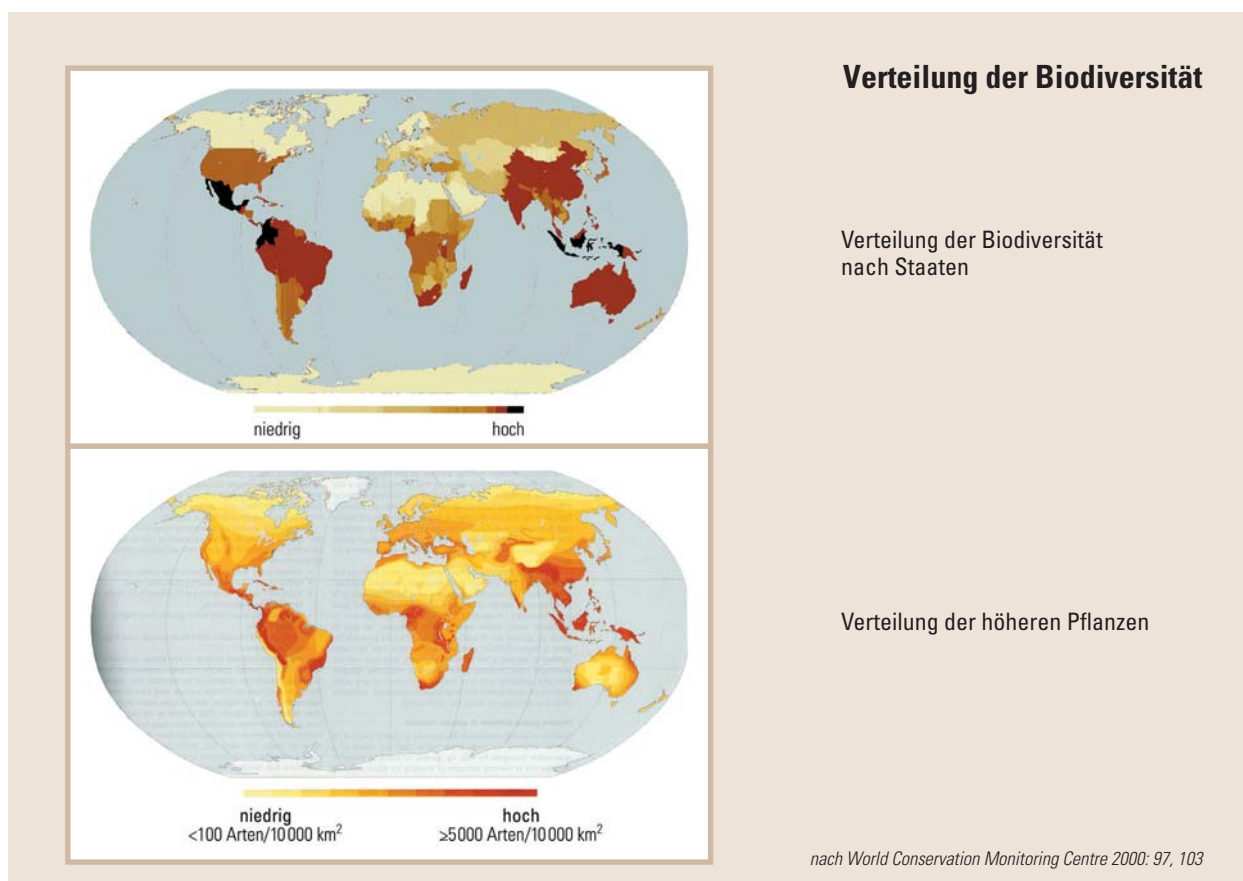 Verteilung der Biodiversität
Verteilung der Biodiversität
nach Staaten
niedrig hoch
Verteilung der höheren Pflanzen
niedrig hoch
<100 Arten/10 000 km² ≥5000 Arten/10 000 km²
nach World Conservation Monitoring Centre 2000: 97, 103